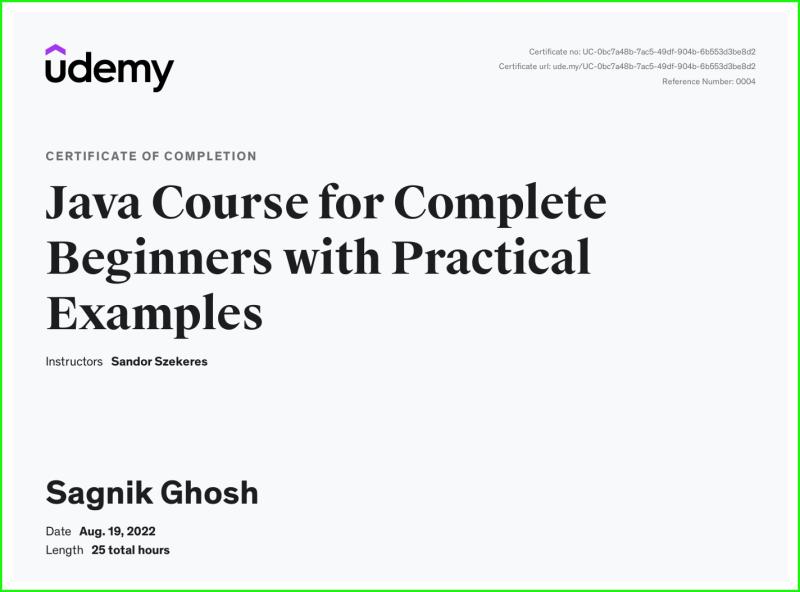 udemy
Certificate no: UC-0bc7a48b-7ac5-49df-904b-6b553d3be8d2
Certificate url: ude.my/UC-0bc7a48b-7ac5-49df-904b-6b553d3be8d2
Reference Number: 0004
CERTIFICATE OF COMPLETION
Java Course for Complete
Beginners with Practical
Examples
Instructors Sandor Szekeres
Sagnik Ghosh
Date Aug. 19, 2022
Length 25 total hours